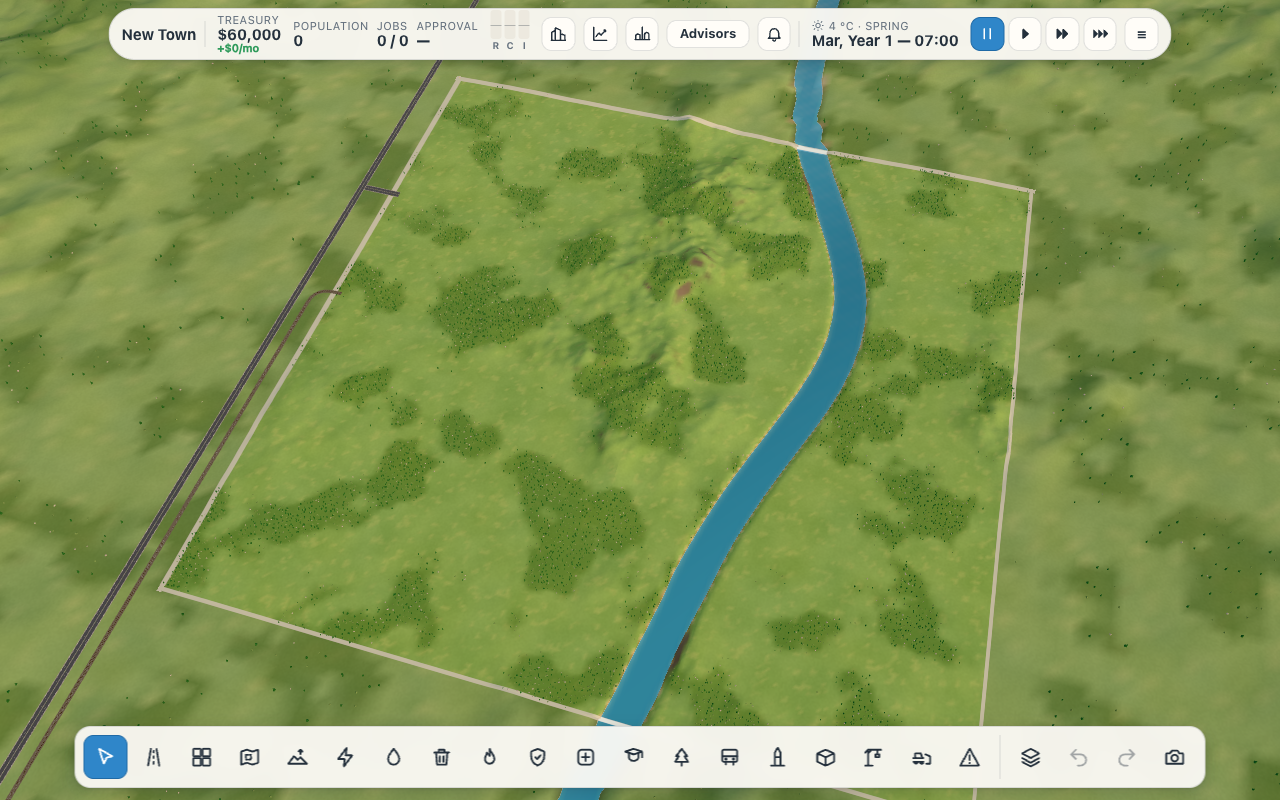 New Town
TREASURY
$60,000
+$0/mo
POPULATION
0
JOBS
0 / 0
APPROVAL
—
R C I
Advisors
4 °C · SPRING
Mar, Year 1 — 07:00